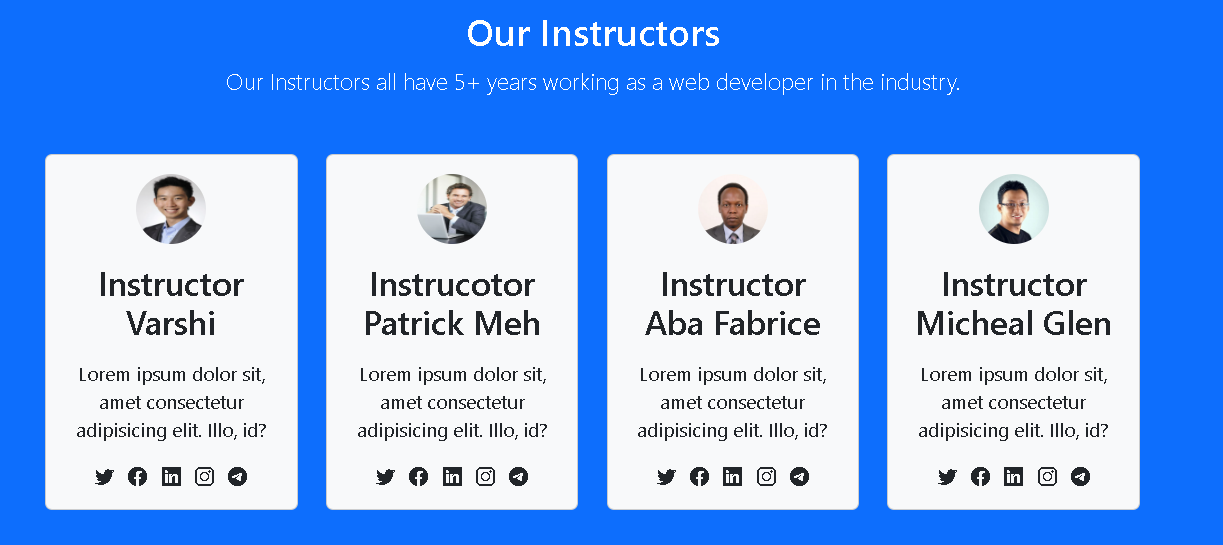 Our Instructors
Our Instructors all have 5+ years working as a web developer in the industry.
Instructor
Varshi
Lorem ipsum dolor sit,
amet consectetur
adipisicing elit. Illo, id?
Instrucotor
Patrick Meh
Lorem ipsum dolor sit,
amet consectetur
adipisicing elit. Illo, id?
Instructor
Aba Fabrice
Lorem ipsum dolor sit,
amet consectetur
adipisicing elit. Illo, id?
Instructor
Micheal Glen
Lorem ipsum dolor sit,
amet consectetur
adipisicing elit. Illo, id?